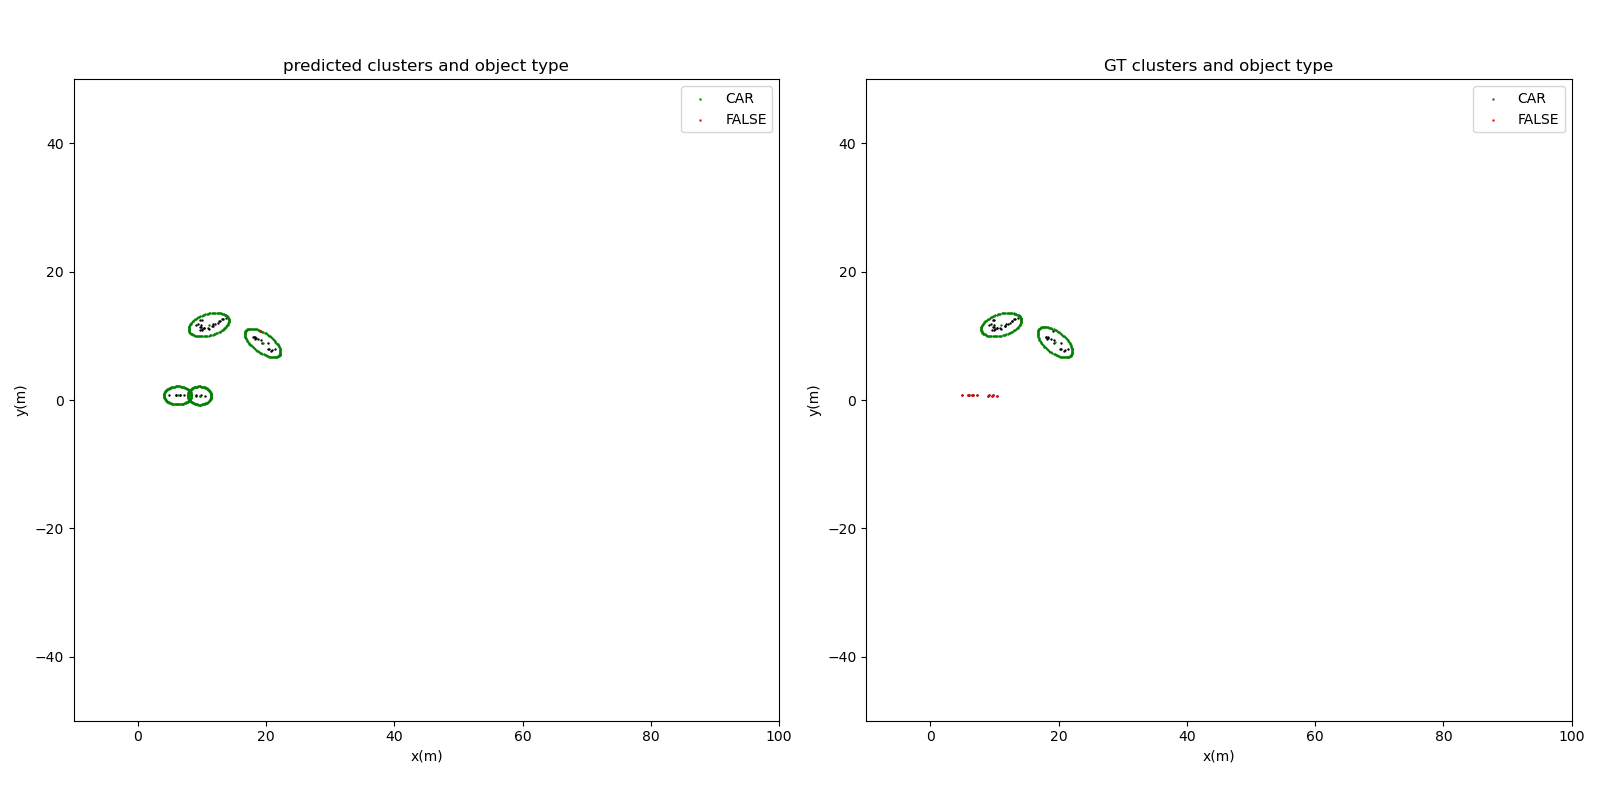 predicted clusters and object type
CAR
FALSE
40
20
0
−20
−40
y(m)
0 20 40 60 80 100
x(m)
GT clusters and object type
CAR
FALSE
40
20
0
−20
−40
y(m)
0 20 40 60 80 100
x(m)